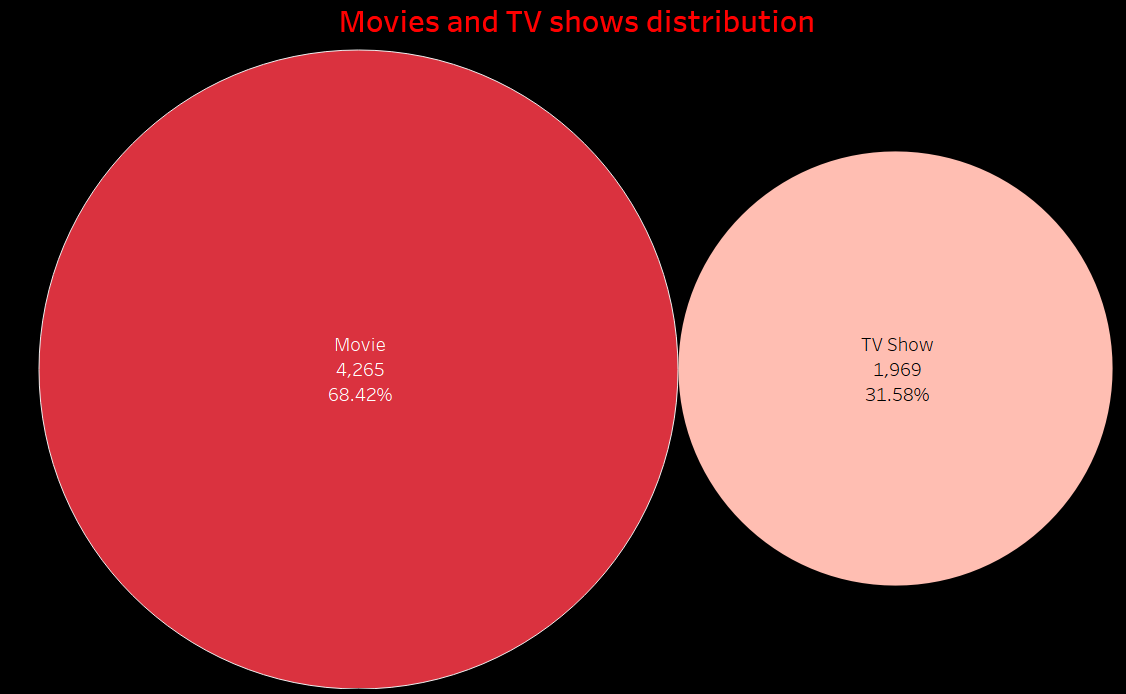 Movies and TV shows distribution
Movie
4,265
68.42%
TV Show
1,969
31.58%